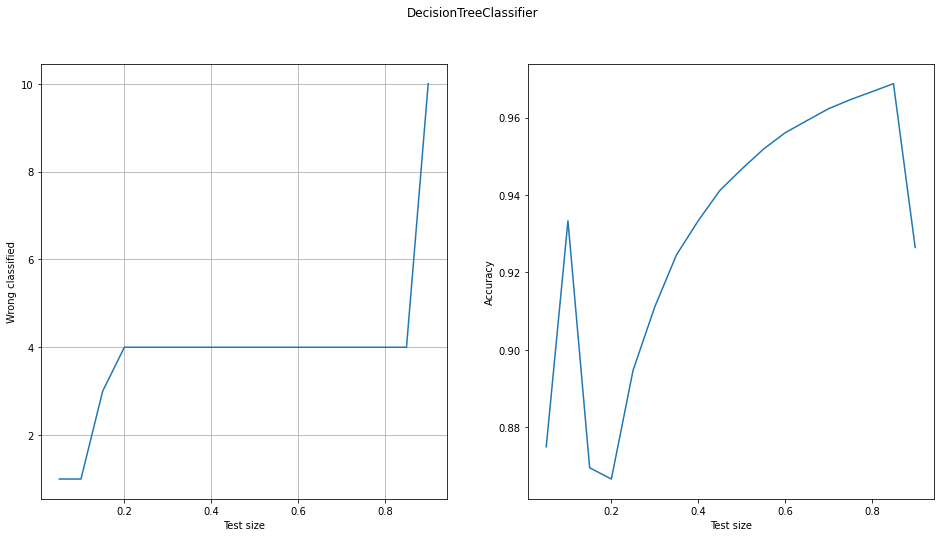 DecisionTreeClassifier
Wrong classified
10
8
6
4
2
0.2 0.4 0.6 0.8
Test size
Accuracy
0.96
0.94
0.92
0.90
0.88
0.2 0.4 0.6 0.8
Test size